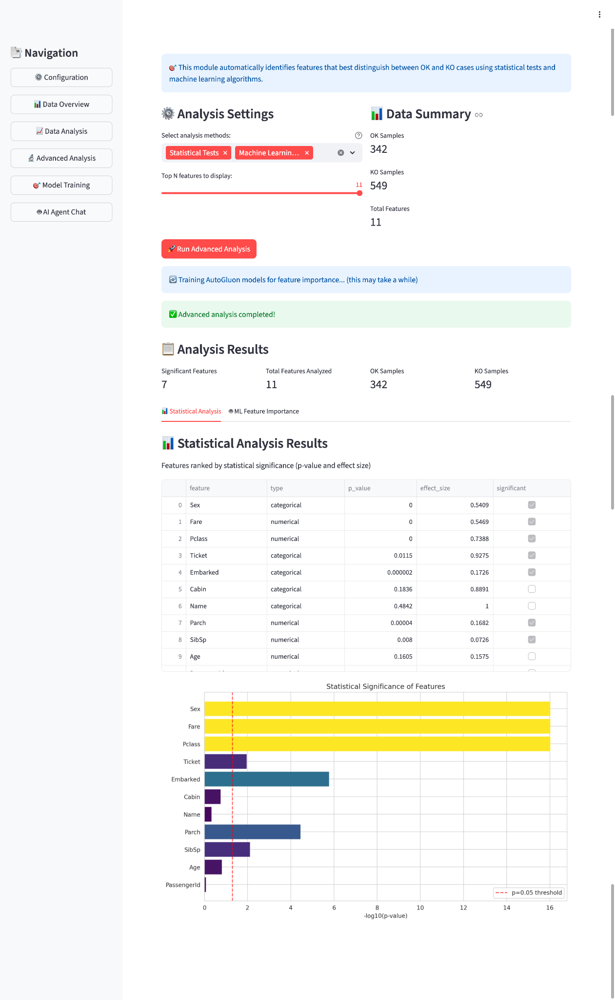 Navigation
Configuration
Data Overview
Data Analysis
Advanced Analysis
Model Training
AI Agent Chat
This module automatically identifies features that best distinguish between OK and KO cases using statistical tests and
machine learning algorithms.
Analysis Settings
Select analysis methods:
Statistical Tests
Machine Learnin...
Top N features to display:
11
Data Summary
OK Samples
342
KO Samples
549
Total Features
11
Run Advanced Analysis
Training AutoGluon models for feature importance... (this may take a while)
Advanced analysis completed!
Analysis Results
Significant Features
7
Total Features Analyzed
11
OK Samples
342
KO Samples
549
Statistical Analysis ML Feature Importance
Statistical Analysis Results
Features ranked by statistical significance (p-value and effect size)
feature type p_value effect_size significant
0 Sex categorical 0 0.5409
1 Fare numerical 0 0.5469
2 Pclass numerical 0 0.7388
3 Ticket categorical 0.0115 0.9275
4 Embarked categorical 0.000002 0.1726
5 Cabin categorical 0.1836 0.8891
6 Name categorical 0.4842 1
7 Parch numerical 0.00004 0.1682
8 SibSp numerical 0.008 0.0726
9 Age numerical 0.1605 0.1575
Statistical Significance of Features
Sex
Fare
Pclass
Ticket
Embarked
Cabin
Name
Parch
SibSp
Age
PassengerId
p=0.05 threshold
0 2 4 6 8 10 12 14 16
-log10(p-value)